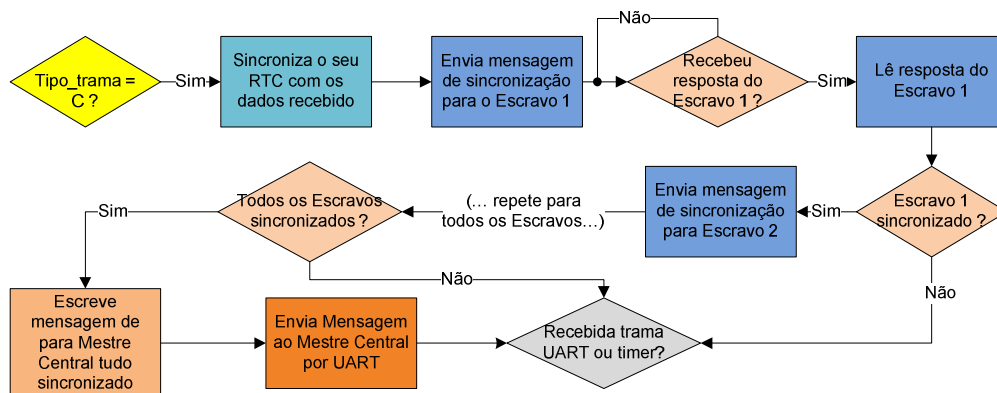 Não
Tipo_trama =
C ?
Sim
Sincroniza o seu
RTC com os
dados recebido
Envia mensagem
de sincronização
para o Escravo 1
Recebeu
resposta do
Escravo 1 ?
Sim
Lê resposta do
Escravo 1
Sim
Todos os Escravos
sincronizados ?
(... repete para
todos os Escravos...)
Envia mensagem
de sincronização
para Escravo 2
Sim
Escravo 1
sincronizado ?
Não
Não
Escreve
mensagem de
para Mestre
Central tudo
sincronizado
Envia Mensagem
ao Mestre Central
por UART
Recebida trama
UART ou timer?